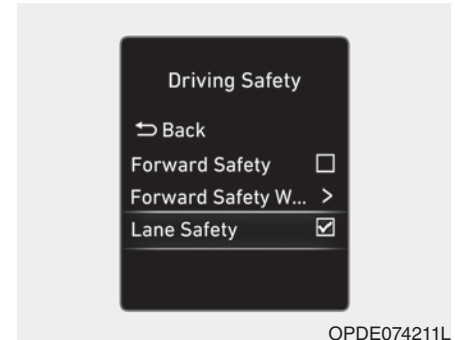 Driving Safety
Back
Forward Safety
Forward Safety W... >
Lane Safety
OPDE074211L